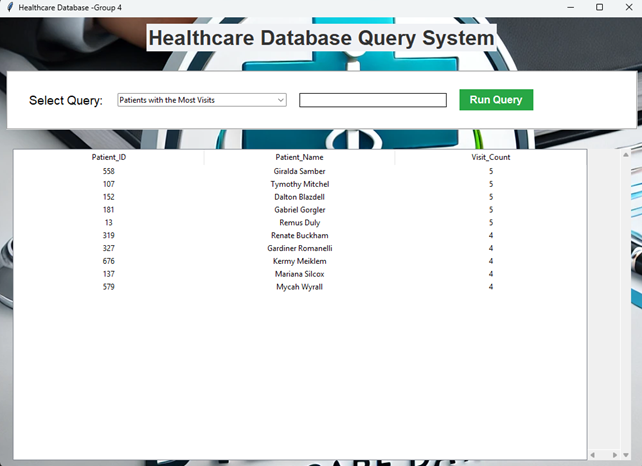 Healthcare Database -Group 4
Healthcare Database Query System
Select Query: Patients with the Most Visits Run Query
Patient_ID Patient_Name Visit_Count
558 Giralda Samber 5
107 Tymothy Mitchel 5
152 Dalton Blazdell 5
181 Gabriel Gorgler 5
13 Remus Duly 5
319 Renate Buckham 4
327 Gardiner Romanelli 4
676 Kermy Meiklem 4
137 Mariana Silcox 4
579 Mycah Wyrall 4